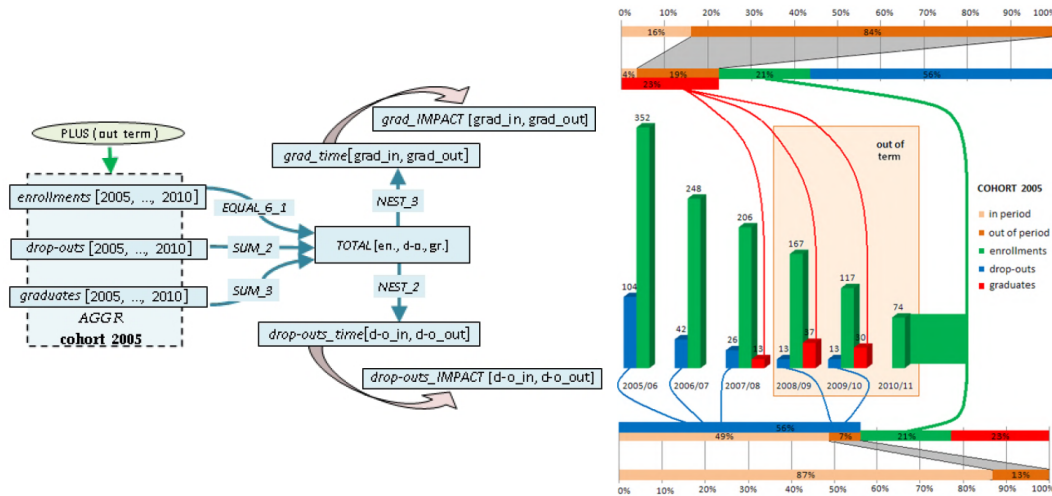 PLUS (out term)
enrollments [2005, ..., 2010]
drop-outs [2005, ..., 2010]
graduates [2005, ..., 2010]
AGGR
cohort 2005
EQUAL_6_1
SUM_2
SUM_3
grad_IMPACT [grad_in, grad_out]
grad_time[grad_in, grad_out]
NEST_3
TOTAL[en., d-o., gr.]
NEST_2
drop-outs_time[d-o_in, d-o_out]
drop-outs_IMPACT [d-o_in, d-o_out]
0% 10% 20% 30% 40% 50% 60% 70% 80% 90% 100%
16% 84%
4% 19% 21% 56%
23%
352
248
206
167
117
74
104
42
26
13
13
37
13
30
out of
term
2005/06 2006/07 2007/08 2008/09 2009/10 2010/11
COHORT 2005
in period
out of period
enrollments
drop-outs
graduates
56%
49% 7% 21% 23%
87% 13%
0% 10% 20% 30% 40% 50% 60% 70% 80% 90% 100%